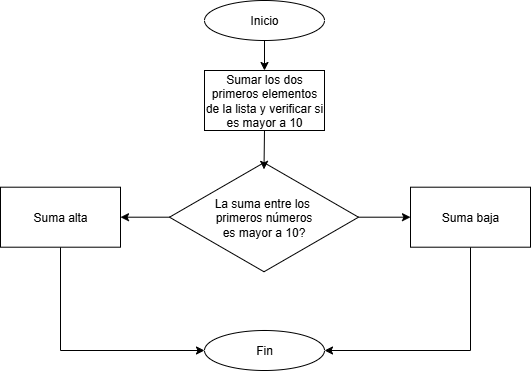 Inicio
Sumar los dos
primeros elementos
de la lista y verificar si
es mayor a 10
La suma entre los
primeros números
es mayor a 10?
Suma alta
Suma baja
Fin